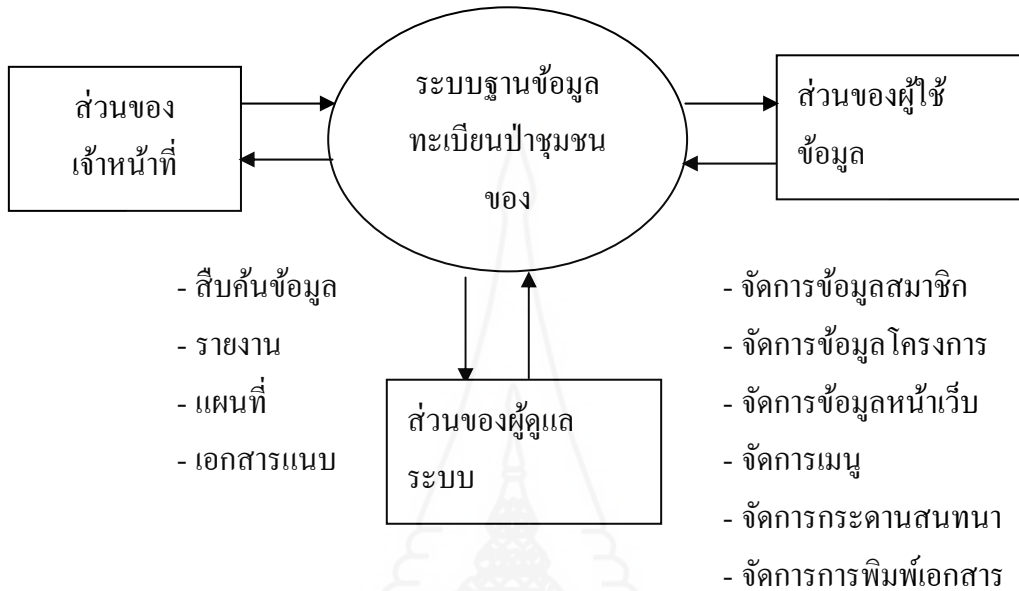 ส่วนของ
เจ้าหน้าที่
ระบบฐานข้อมูล
ทะเบียนป่าชุมชน
ของ
ส่วนของผู้ใช้
ข้อมูล
- สืบค้นข้อมูล
- รายงาน
- แผนที่
- เอกสารแนบ
ส่วนของผู้ดูแล
ระบบ
- จัดการข้อมูลสมาชิก
- จัดการข้อมูลโครงการ
- จัดการข้อมูลหน้าเว็บ
- จัดการเมนู
- จัดการกระดานสนทนา
- จัดการการพิมพ์เอกสาร